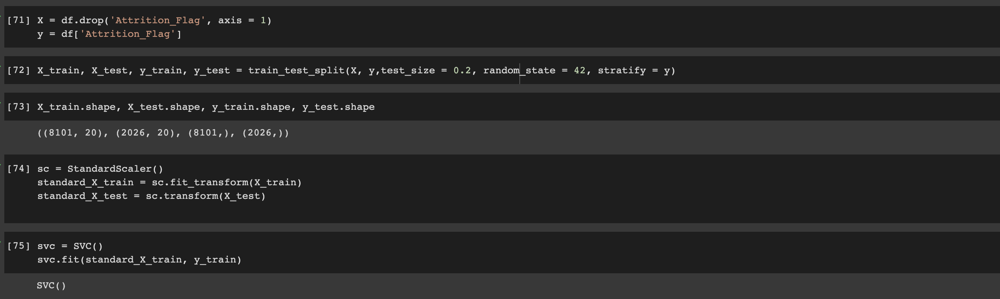 [71] X = df.drop('Attrition_Flag', axis = 1)
y = df['Attrition_Flag']
[72] X_train, X_test, y_train, y_test = train_test_split(X, y,test_size = 0.2, random_state = 42, stratify = y)
[73] X_train.shape, X_test.shape, y_train.shape, y_test.shape
((8101, 20), (2026, 20), (8101,), (2026,))
[74] sc = StandardScaler()
standard_X_train = sc.fit_transform(X_train)
standard_X_test = sc.transform(X_test)
[75] svc = SVC()
svc.fit(standard_X_train, y_train)
SVC()